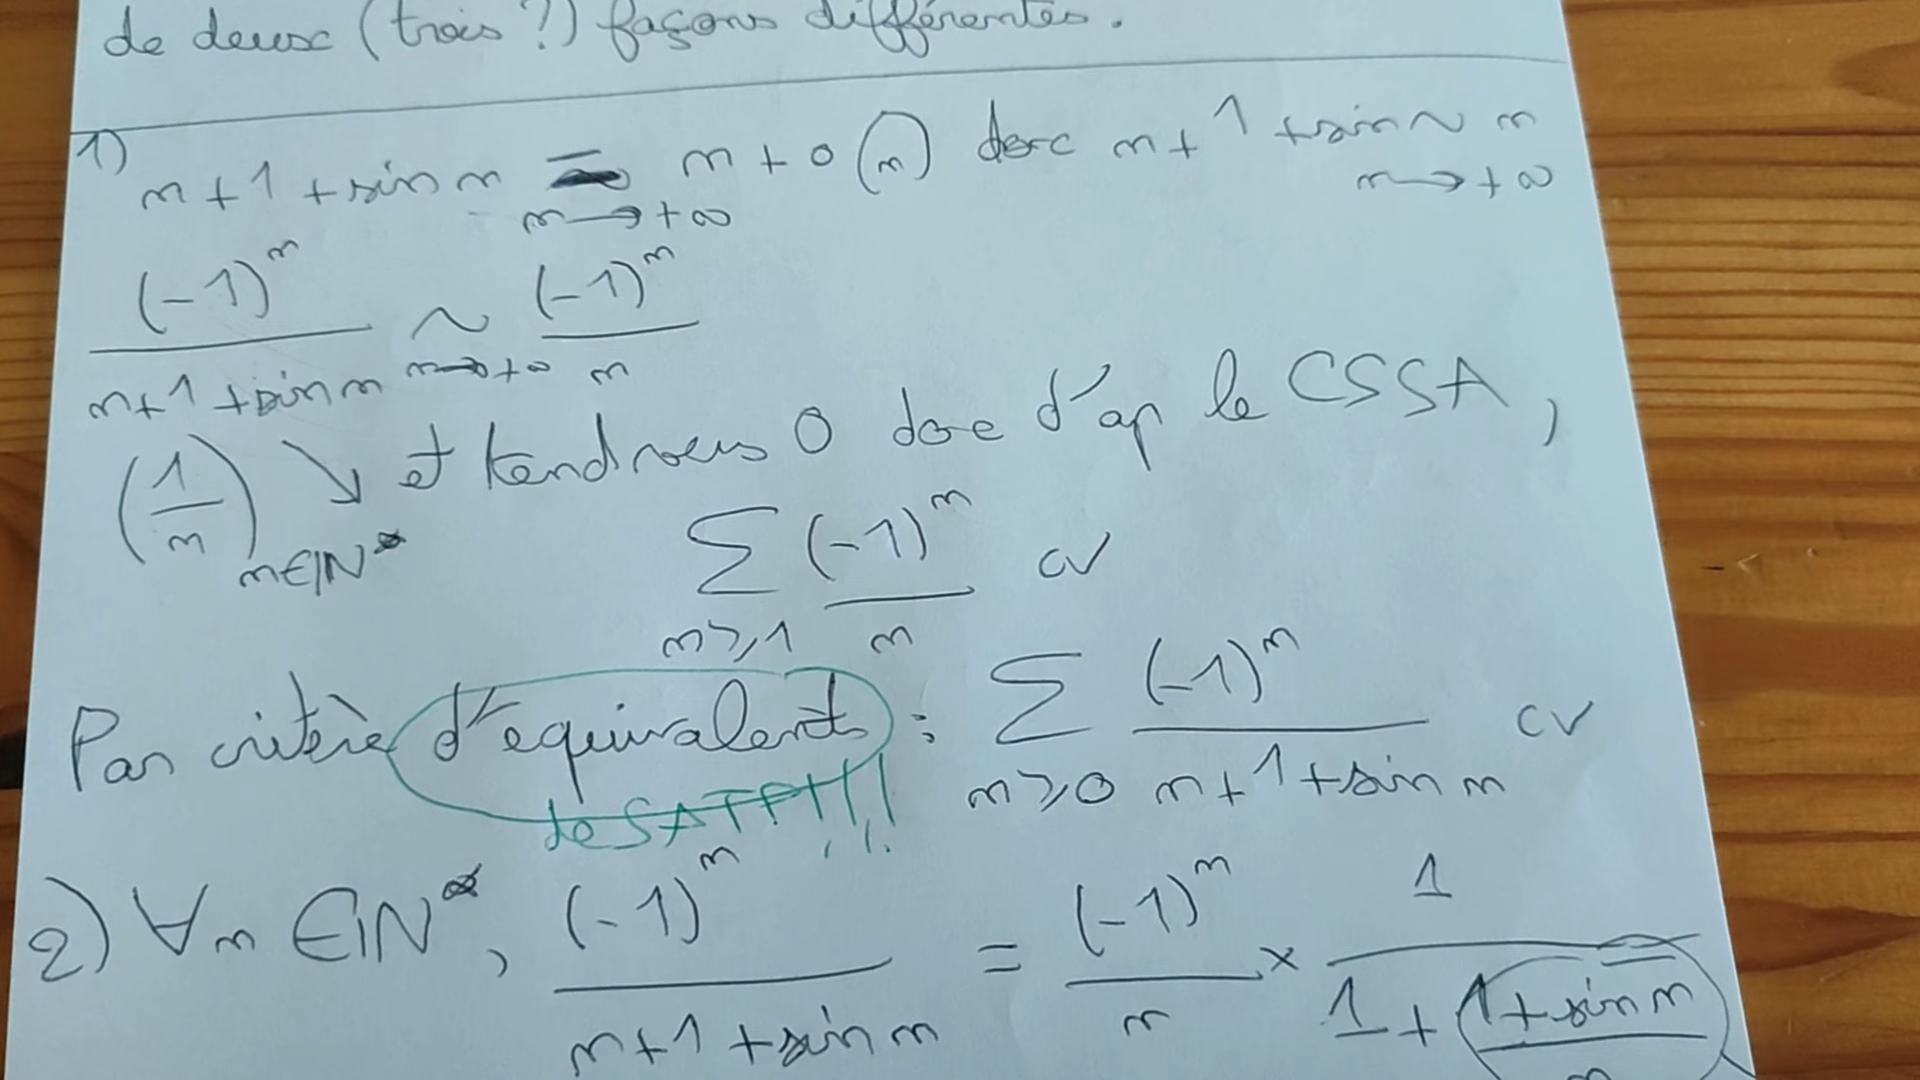 de deux (trois ?) façons différentes.
1) n+1+sin n = n + o(n) donc n+1+sin n ~ n
n→+∞ n→+∞
(-1)^n / (n+1+sin n) ~ (-1)^n / n
n→+∞
(1/n) n∈ℕ* ↘ et tend vers 0 donc d'ap le CSSA,
∑ n≥1 (-1)^n / n cv
Par critère d'équivalents : ∑ n≥0 (-1)^n / (n+1+sin n) cv
de SATP!!!
2) ∀n∈ℕ*, (-1)^n / (n+1+sin n) = (-1)^n / n × 1 / (1 + (1+sin n)/n)